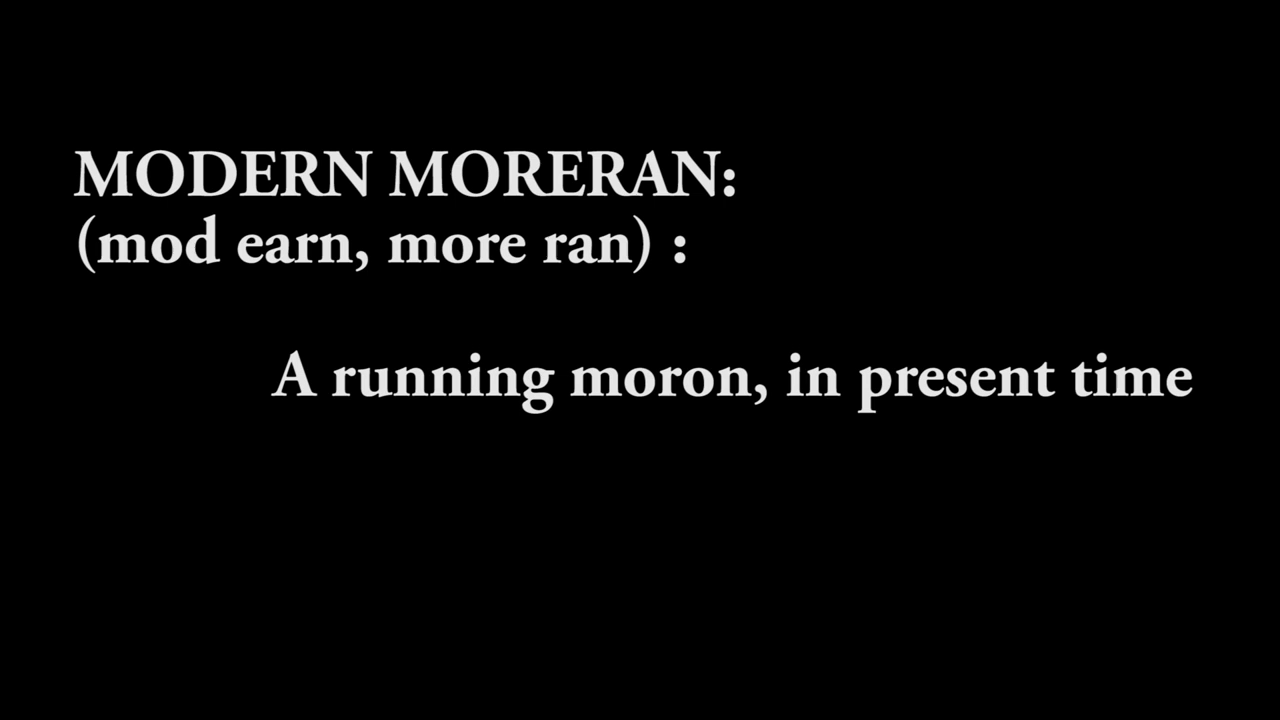 MODERN MORERAN:
(mod earn, more ran) :
A running moron, in present time